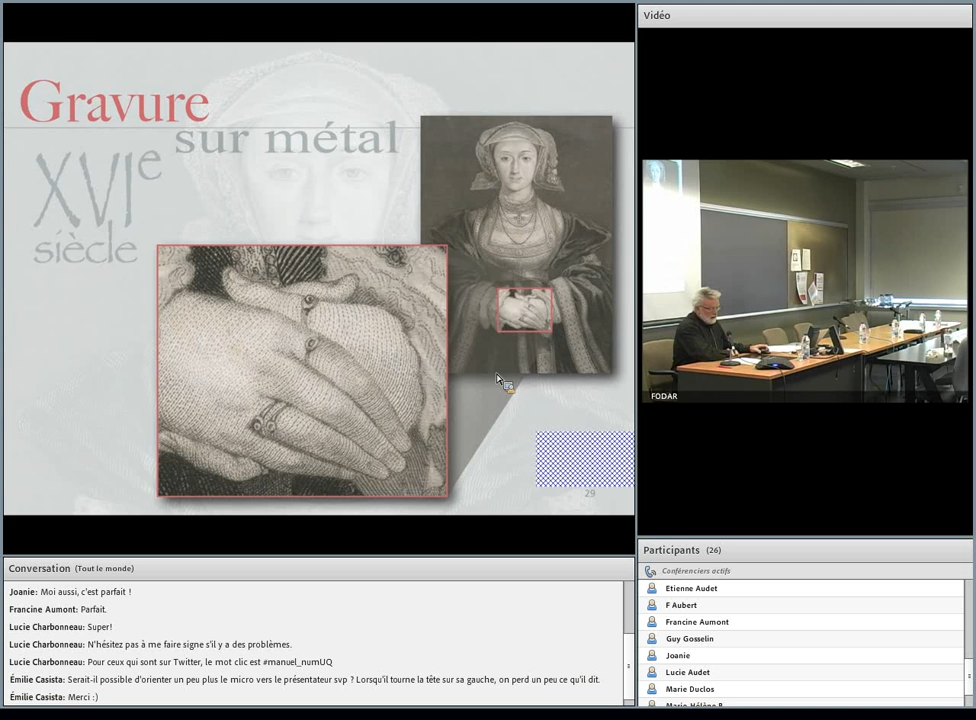 Gravure
sur métal
XVIe
siècle
29
Vidéo
FODAR
Conversation (Tout le monde)
Joanie: Moi aussi, c'est parfait !
Francine Aumont: Parfait.
Lucie Charbonneau: Super!
Lucie Charbonneau: N'hésitez pas à me faire signe s'il y a des problèmes.
Lucie Charbonneau: Pour ceux qui sont sur Twitter, le mot clic est #manuel_numUQ
Émilie Casista: Serait-il possible d'orienter un peu plus le micro vers le présentateur svp ? Lorsqu'il tourne la tête sur sa gauche, on perd un peu ce qu'il dit.
Émilie Casista: Merci :)
Participants (26)
Conférenciers actifs
Etienne Audet
F Aubert
Francine Aumont
Guy Gosselin
Joanie
Lucie Audet
Marie Duclos
Marie-Hélène B